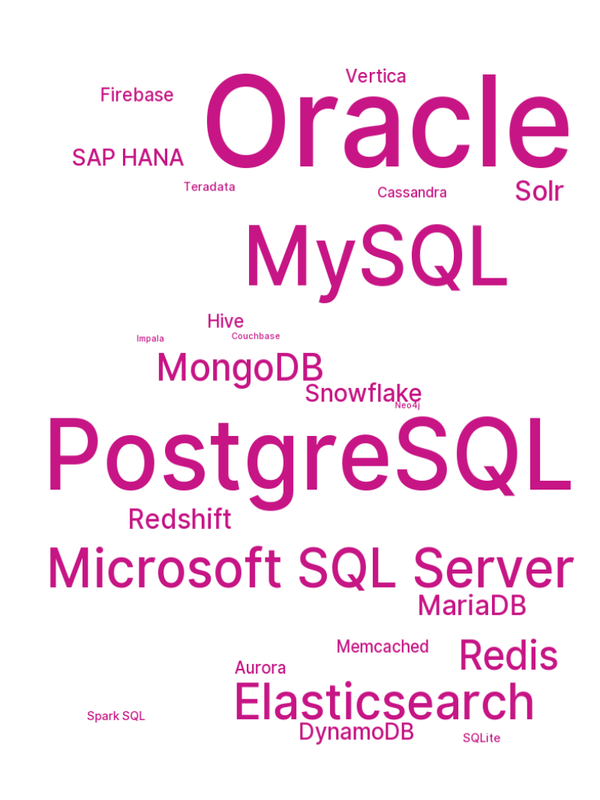 Vertica
Firebase
Oracle
SAP HANA
Teradata
Cassandra
Solr
MySQL
Hive
Impala
Couchbase
MongoDB
Snowflake
Neo4j
PostgreSQL
Redshift
Microsoft SQL Server
MariaDB
Memcached
Redis
Aurora
Elasticsearch
Spark SQL
DynamoDB
SQLite